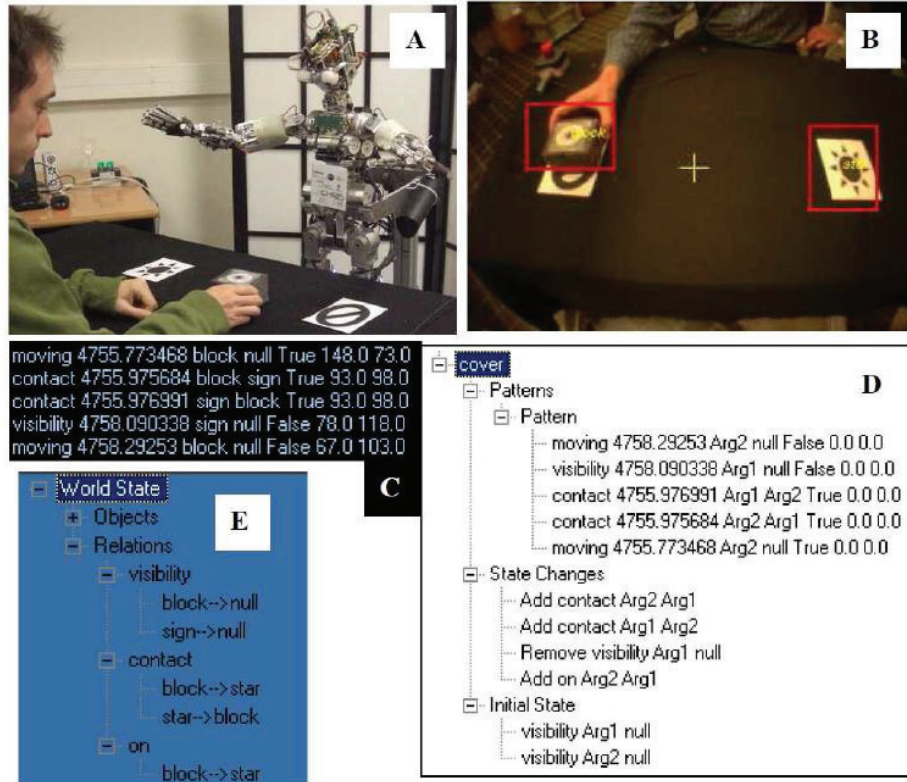 A
B
moving 4755.773468 block null True 148.0 73.0
contact 4755.975684 block sign True 93.0 98.0
contact 4755.976991 sign block True 93.0 98.0
visibility 4758.090338 sign null False 78.0 118.0
moving 4758.29253 block null False 67.0 103.0
C
cover
D
Patterns
Pattern
moving 4758.29253 Arg2 null False 0.0 0.0
visibility 4758.090338 Arg1 null False 0.0 0.0
contact 4755.976991 Arg1 Arg2 True 0.0 0.0
contact 4755.975684 Arg2 Arg1 True 0.0 0.0
moving 4755.773468 Arg2 null True 0.0 0.0
State Changes
Add contact Arg2 Arg1
Add contact Arg1 Arg2
Remove visibility Arg1 null
Add on Arg2 Arg1
Initial State
visibility Arg1 null
visibility Arg2 null
World State
E
Objects
Relations
visibility
block-->null
sign-->null
contact
block-->star
star-->block
on
block-->star